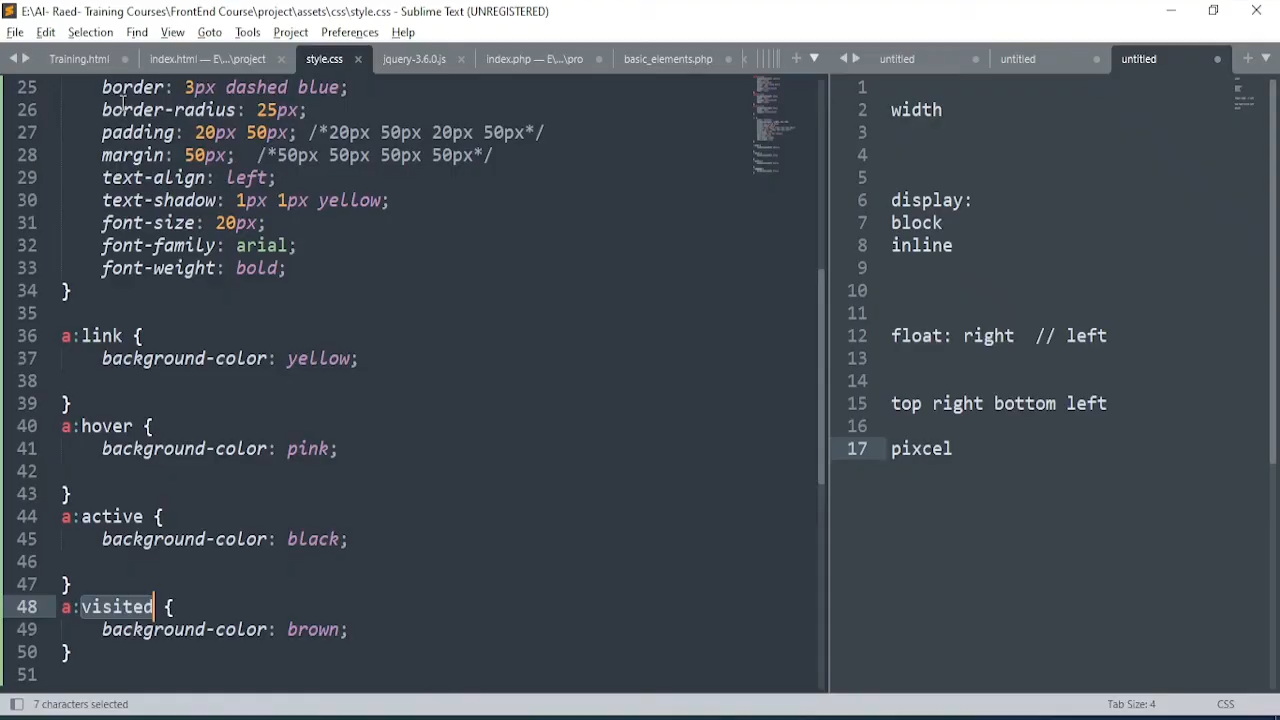 E:\AI- Raed- Training Courses\FrontEnd Course\project\assets\css\style.css - Sublime Text (UNREGISTERED)
File Edit Selection Find View Goto Tools Project Preferences Help
Training.html index.html — E\...\project style.css jquery-3.6.0.js index.php — E\...\pro basic_elements.php untitled untitled untitled
25 border: 3px dashed blue;
26 border-radius: 25px;
27 padding: 20px 50px; /*20px 50px 20px 50px*/
28 margin: 50px; /*50px 50px 50px 50px*/
29 text-align: left;
30 text-shadow: 1px 1px yellow;
31 font-size: 20px;
32 font-family: arial;
33 font-weight: bold;
34 }
35
36 a:link {
37 background-color: yellow;
38
39 }
40 a:hover {
41 background-color: pink;
42
43 }
44 a:active {
45 background-color: black;
46
47 }
48 a:visited {
49 background-color: brown;
50 }
51
1
2 width
3
4
5
6 display:
7 block
8 inline
9
10
11
12 float: right // left
13
14
15 top right bottom left
16
17 pixcel
7 characters selected Tab Size: 4 CSS